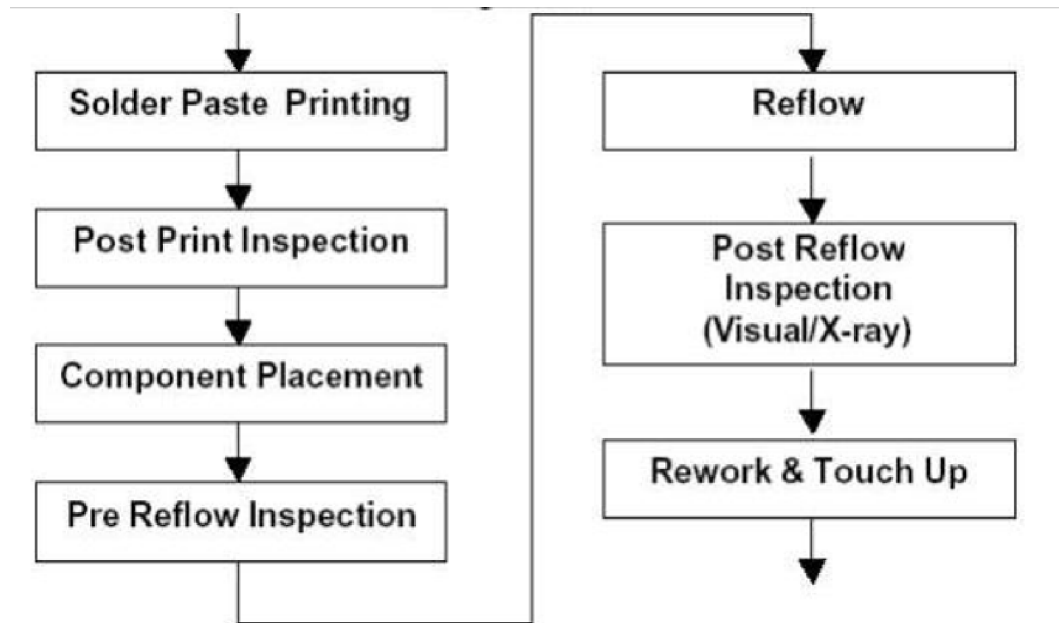 Solder Paste Printing
Post Print Inspection
Component Placement
Pre Reflow Inspection
Reflow
Post Reflow
Inspection
(Visual/X-ray)
Rework & Touch Up